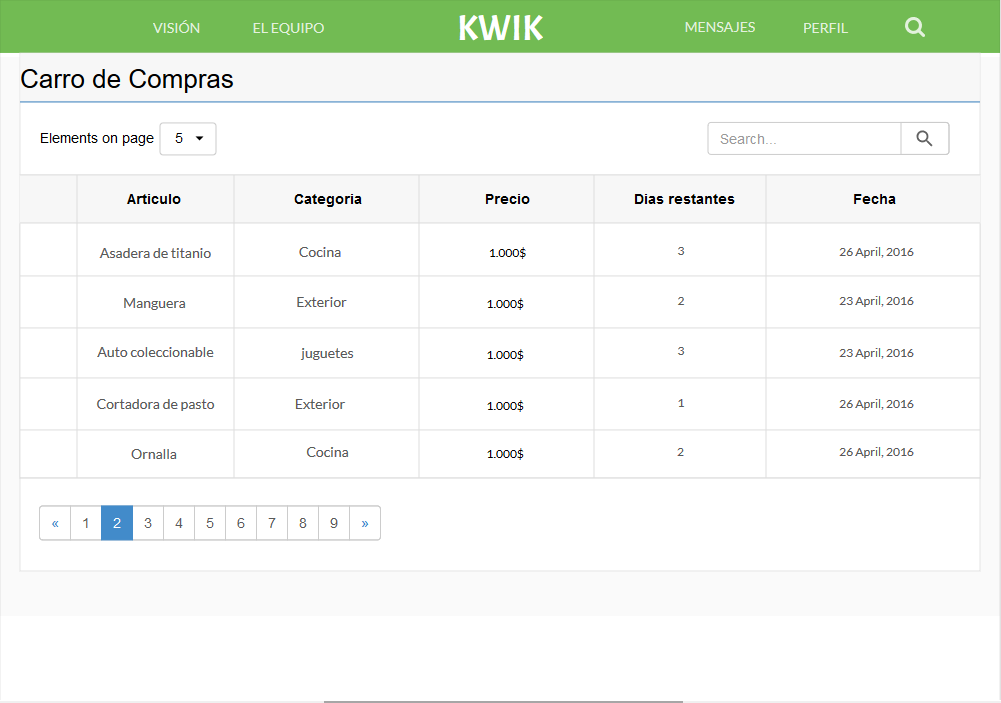 VISIÓN EL EQUIPO KWIK MENSAJES PERFIL
Carro de Compras
Elements on page 5 Search...
Articulo Categoria Precio Dias restantes Fecha
Asadera de titanio Cocina 1.000$ 3 26 April, 2016
Manguera Exterior 1.000$ 2 23 April, 2016
Auto coleccionable juguetes 1.000$ 3 23 April, 2016
Cortadora de pasto Exterior 1.000$ 1 26 April, 2016
Ornalla Cocina 1.000$ 2 26 April, 2016
« 1 2 3 4 5 6 7 8 9 »